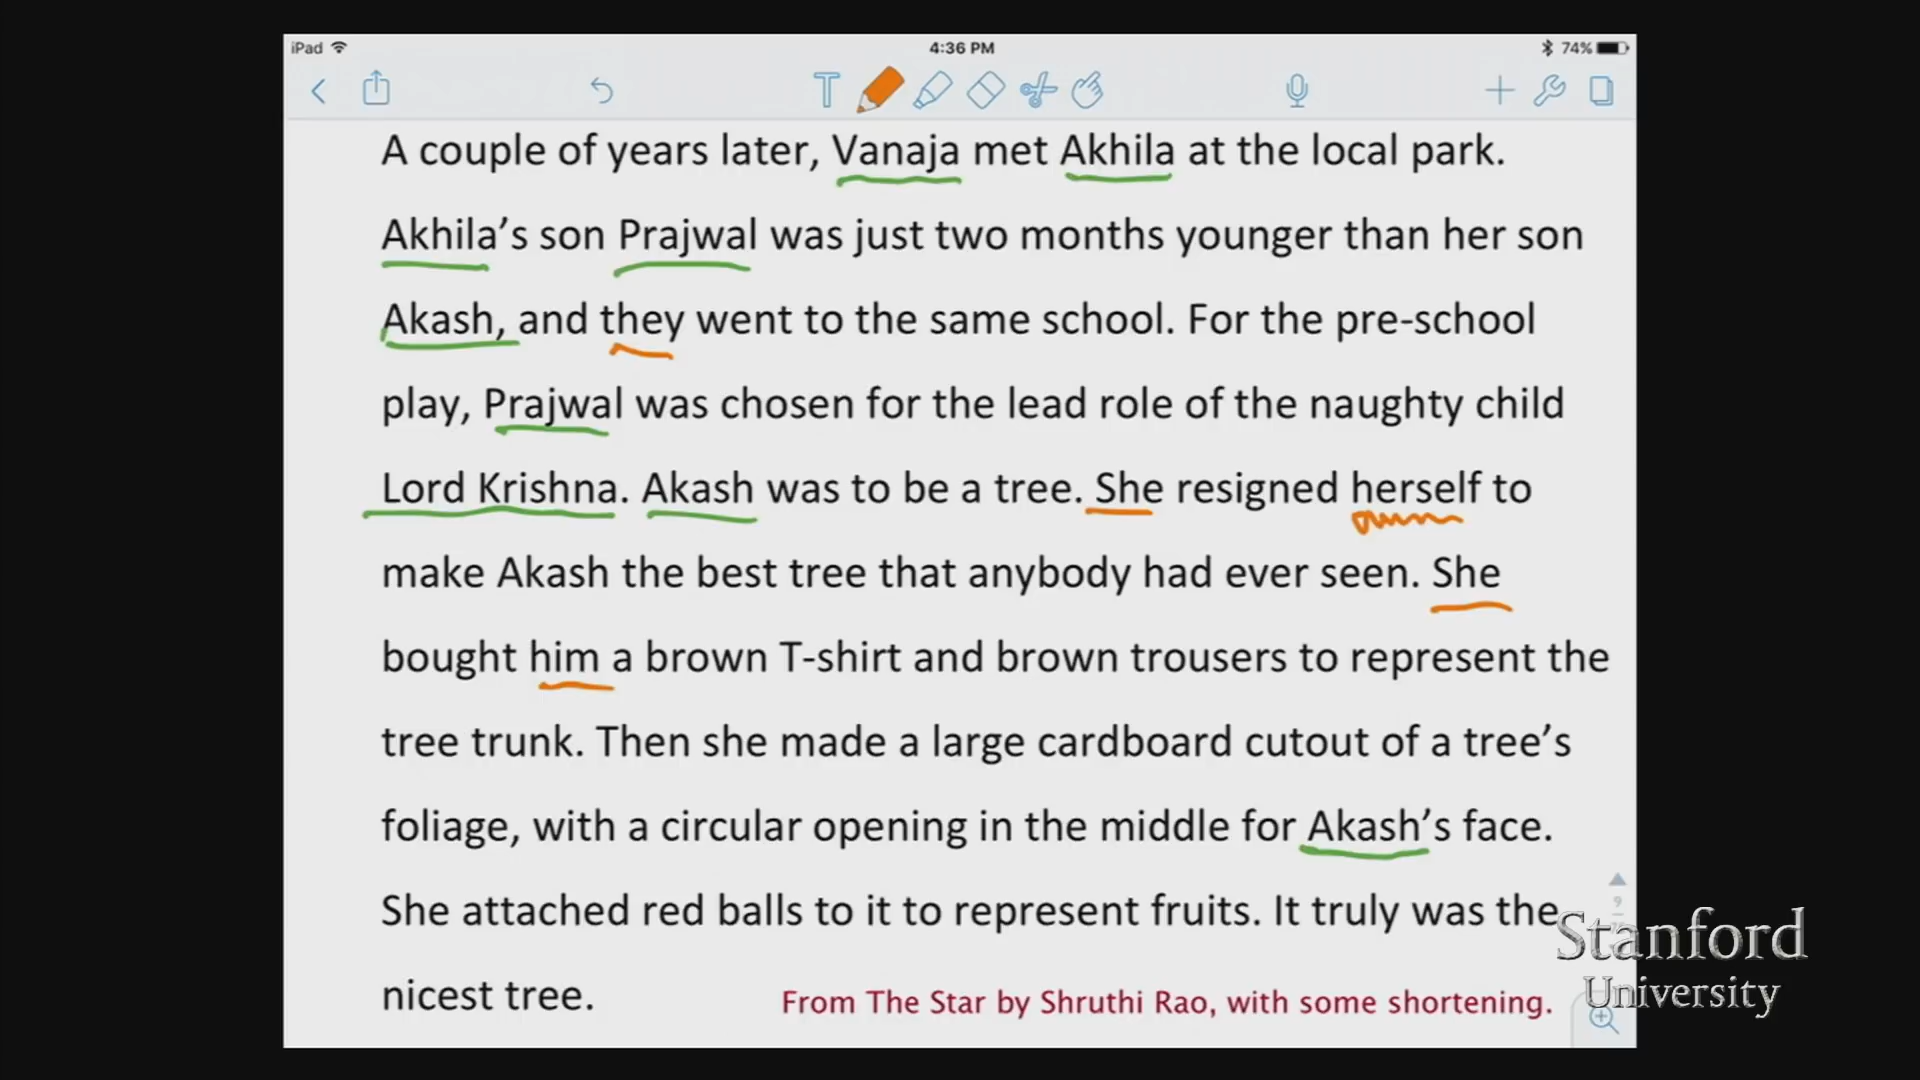 iPad
4:36 PM
74%
T
A couple of years later, Vanaja met Akhila at the local park.
Akhila’s son Prajwal was just two months younger than her son
Akash, and they went to the same school. For the pre-school
play, Prajwal was chosen for the lead role of the naughty child
Lord Krishna. Akash was to be a tree. She resigned herself to
make Akash the best tree that anybody had ever seen. She
bought him a brown T-shirt and brown trousers to represent the
tree trunk. Then she made a large cardboard cutout of a tree’s
foliage, with a circular opening in the middle for Akash’s face.
She attached red balls to it to represent fruits. It truly was the
nicest tree.
From The Star by Shruthi Rao, with some shortening.
9
Stanford
University